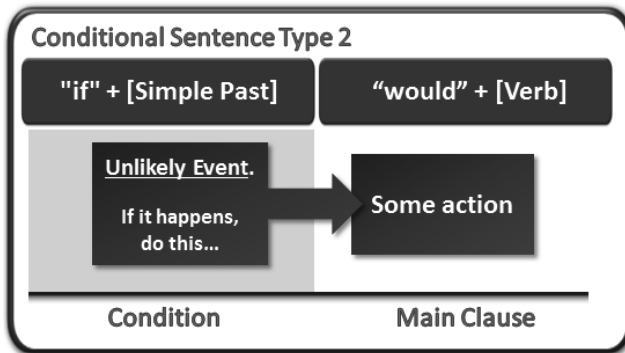 Conditional Sentence Type 2
"if" + [Simple Past]
“would” + [Verb]
Unlikely Event.
If it happens,
do this...
Some action
Condition
Main Clause